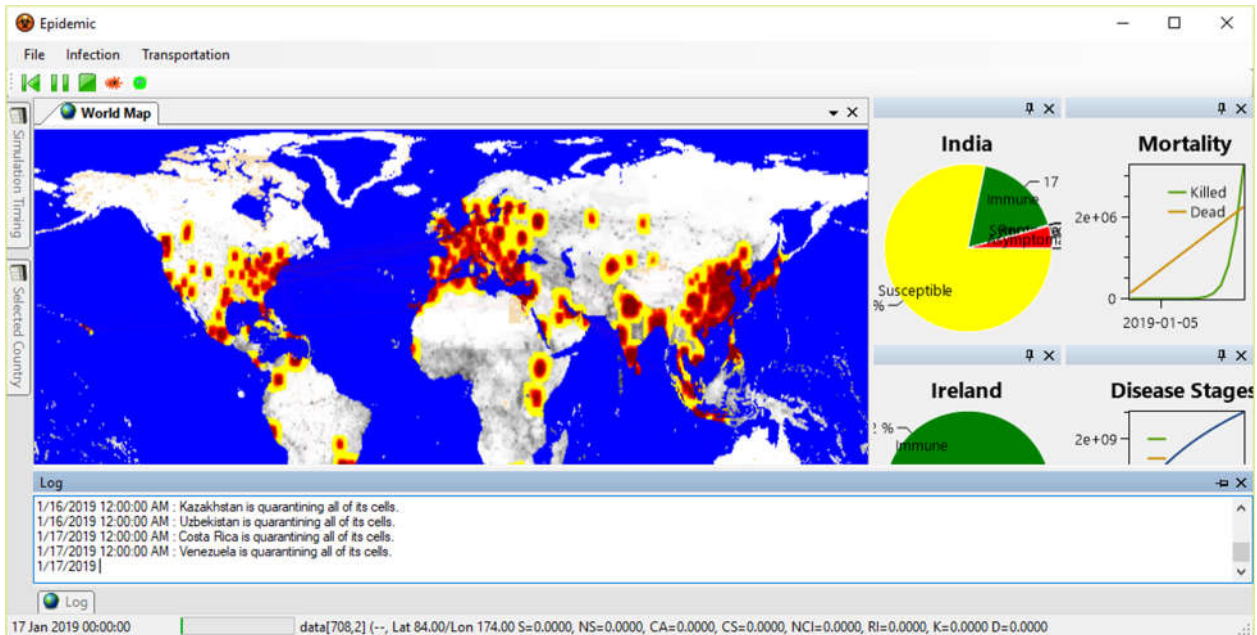 Epidemic
File Infection Transportation
World Map
Simulation Timing
Selected Country
India
17
Immune
Susceptible
%
Mortality
Killed
Dead
2e+06
0
2019-01-05
Ireland
%
Immune
Disease Stages
2e+09
Log
1/16/2019 12:00:00 AM : Kazakhstan is quarantining all of its cells.
1/16/2019 12:00:00 AM : Uzbekistan is quarantining all of its cells.
1/17/2019 12:00:00 AM : Costa Rica is quarantining all of its cells.
1/17/2019 12:00:00 AM : Venezuela is quarantining all of its cells.
1/17/2019
Log
17 Jan 2019 00:00:00 data[708,2] (--, Lat 84.00/Lon 174.00 S=0.0000, NS=0.0000, CA=0.0000, CS=0.0000, NCI=0.0000, RI=0.0000, K=0.0000 D=0.0000